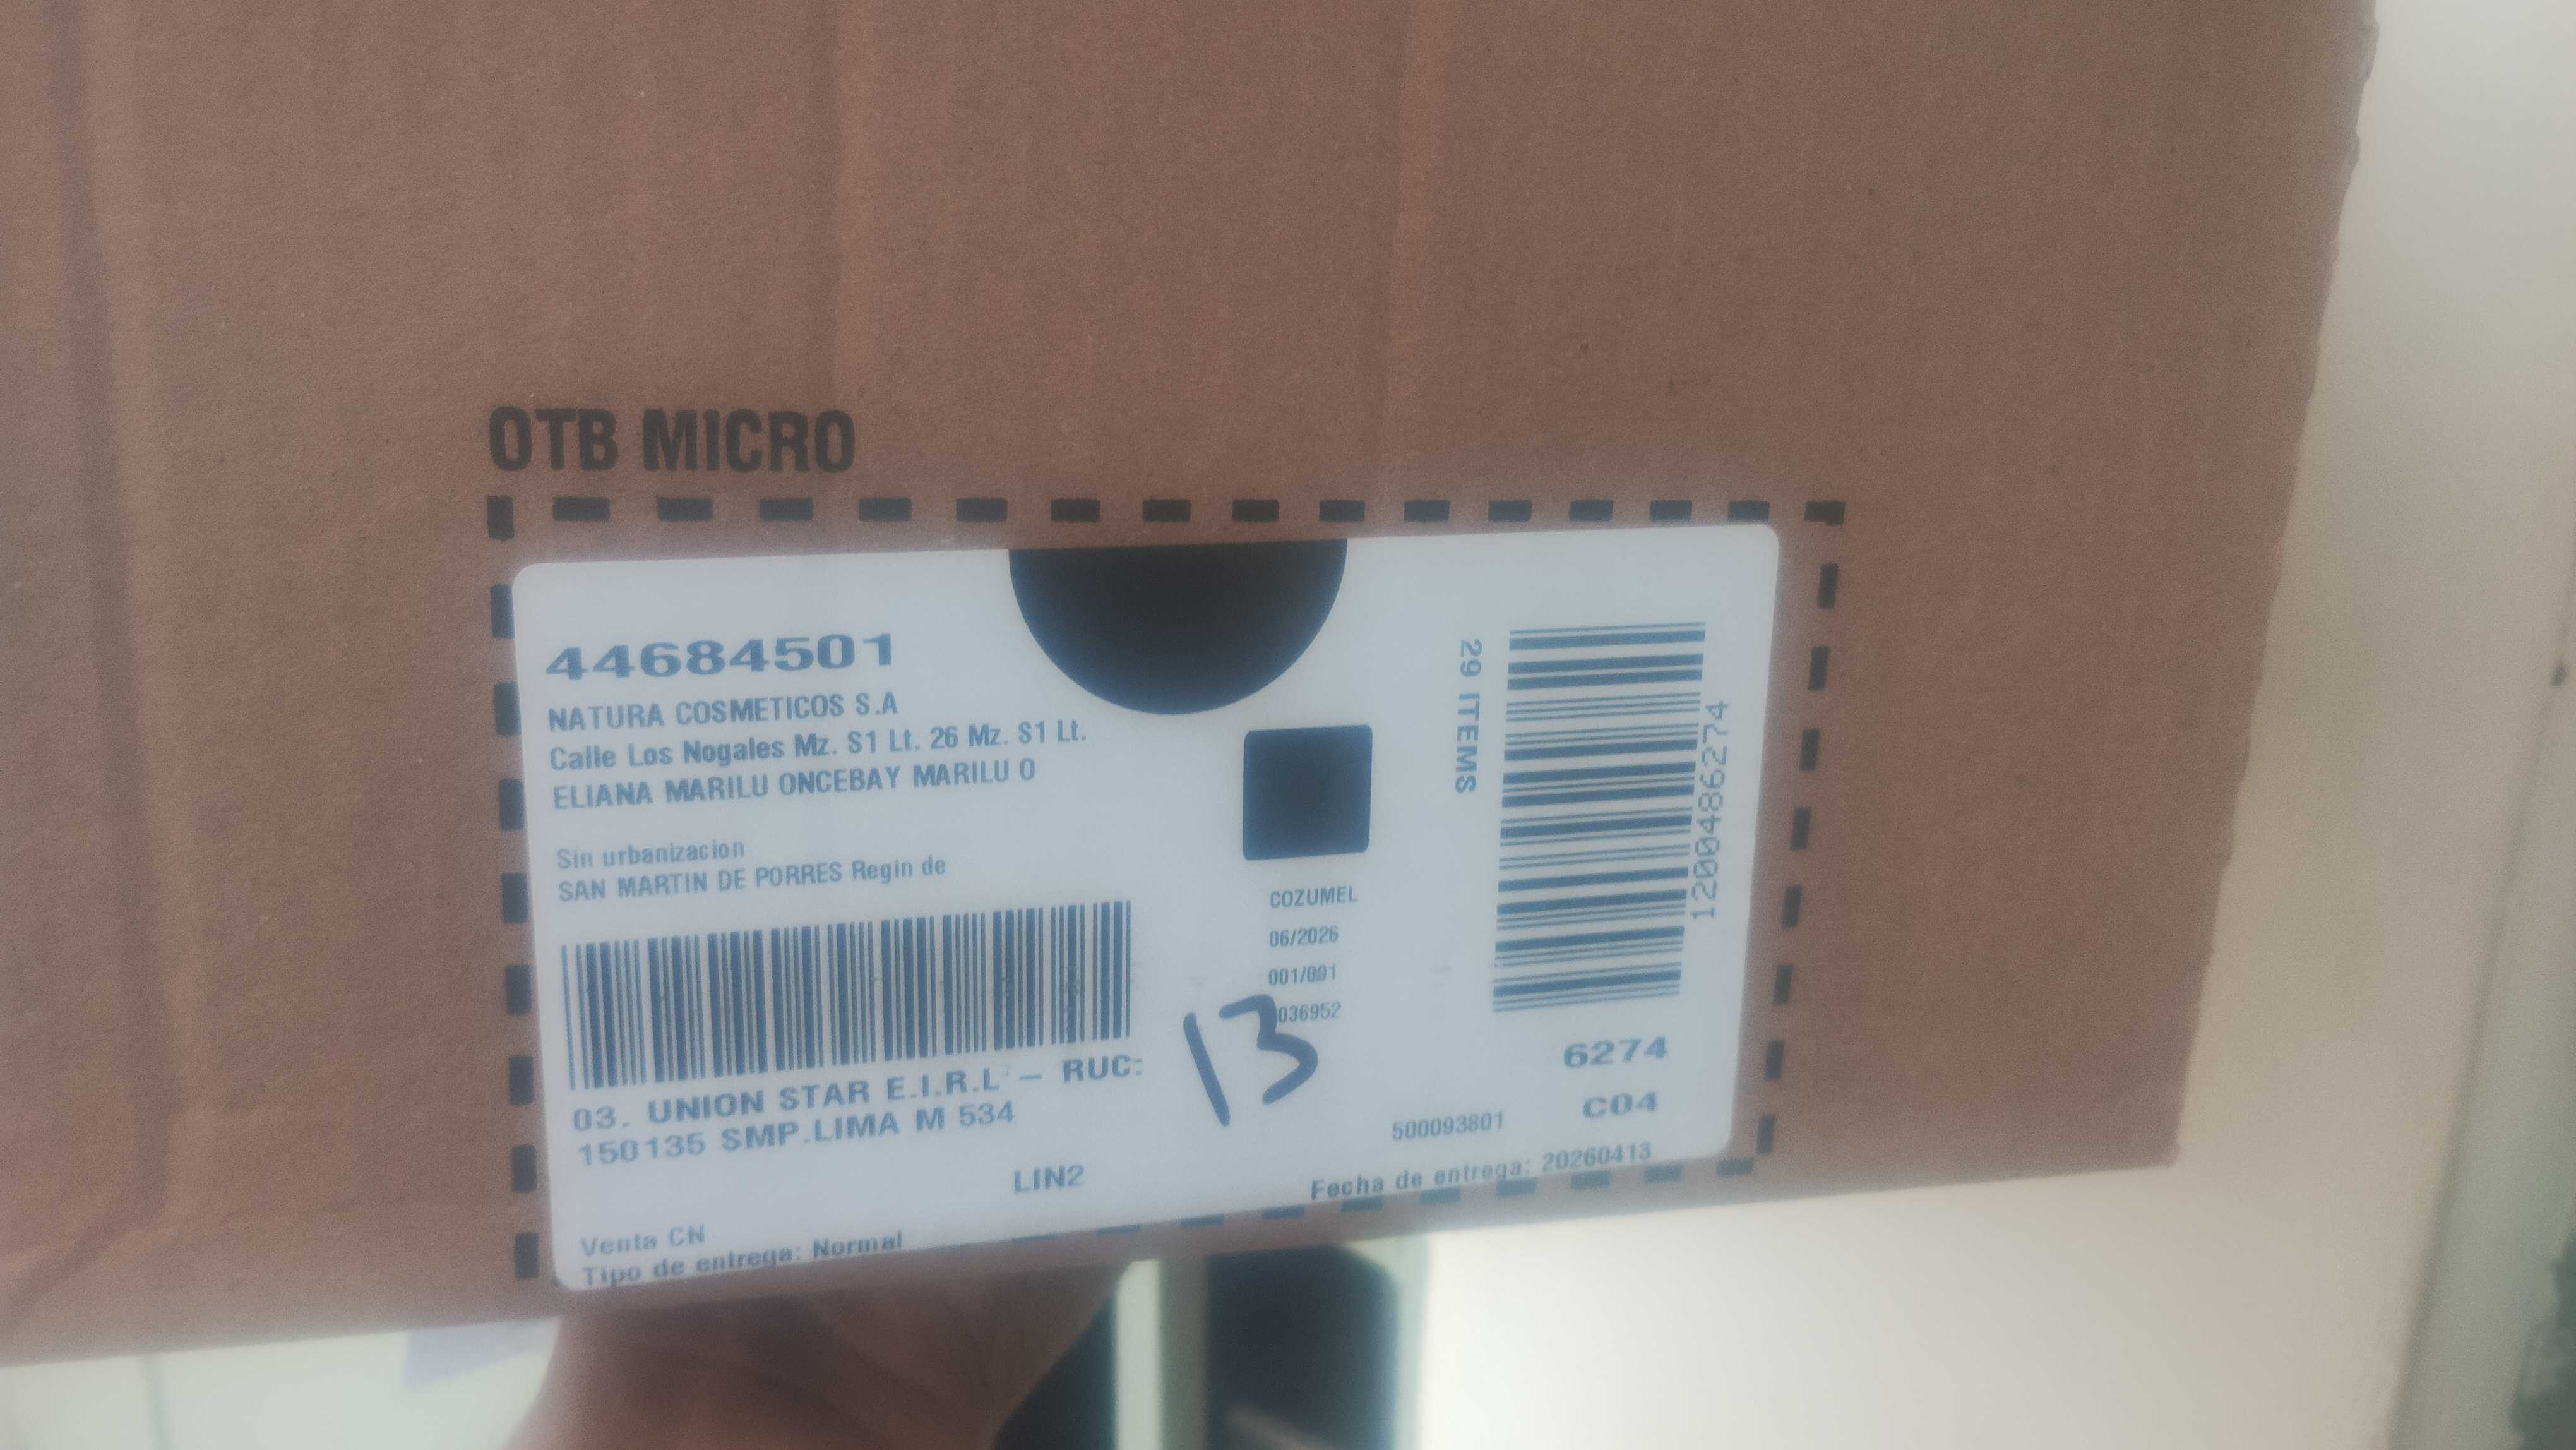 OTB MICRO
44684501
NATURA COSMETICOS S.A
Calle Los Nogales Mz. S1 Lt. 26 Mz. S1 Lt.
ELIANA MARILU ONCEBAY MARILU O
Sin urbanizacion
SAN MARTIN DE PORRES Regin de
03. UNION STAR E.I.R.L - RUC:
150135 SMP.LIMA M 534
LIN2
Venta CN
Tipo de entrega: Normal
COZUMEL
06/2026
001/001
036952
13
29 ITEMS
1200486274
6274
C04
500093801
Fecha de entrega: 20260413